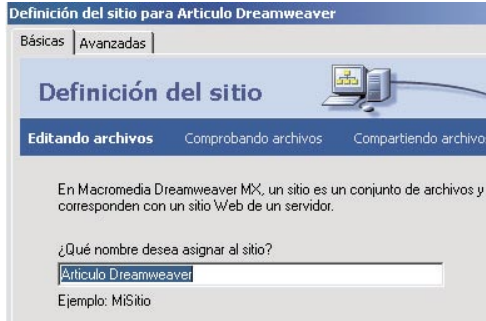 Definición del sitio para Articulo Dreamweaver
Básicas Avanzadas
Definición del sitio
Editando archivos Comprobando archivos Compartiendo archivo
En Macromedia Dreamweaver MX, un sitio es un conjunto de archivos y
corresponden con un sitio Web de un servidor.
¿Qué nombre desea asignar al sitio?
Articulo Dreamweaver
Ejemplo: MiSitio